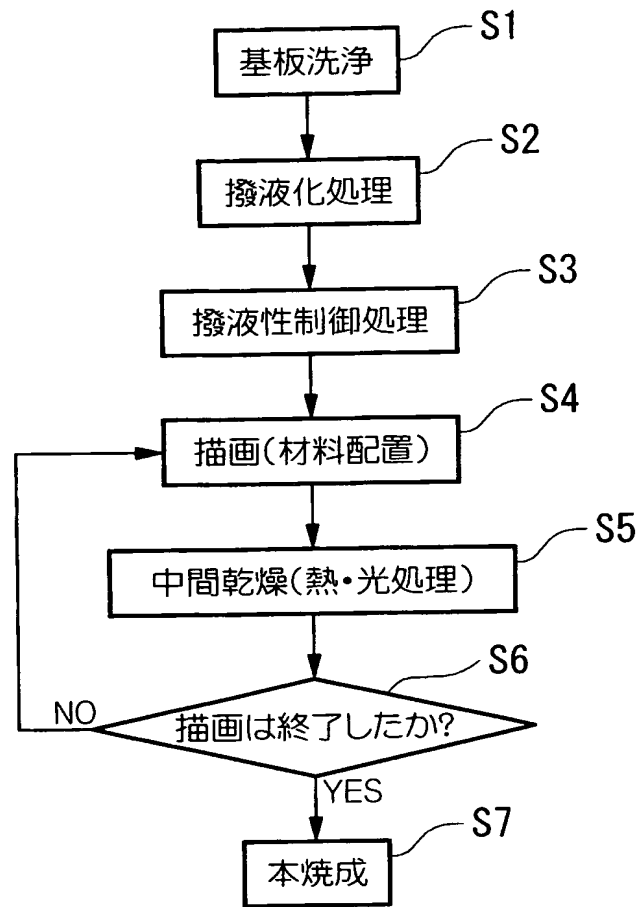 S1
基板洗浄
S2
撥液化処理
S3
撥液性制御処理
S4
描画(材料配置)
S5
中間乾燥(熱・光処理)
S6
NO
描画は終了したか?
YES
S7
本焼成